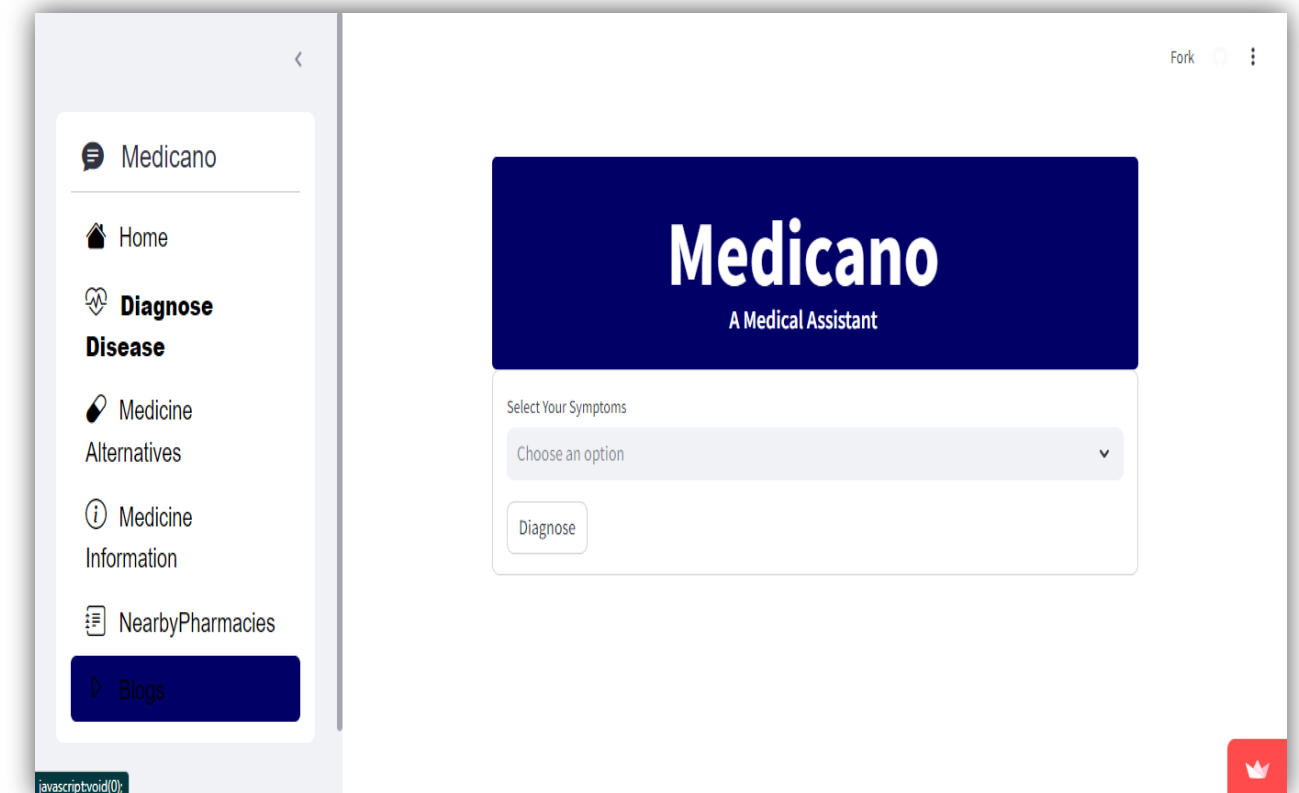 Fork
Medicano
Home
Diagnose
Disease
Medicine
Alternatives
Medicine
Information
NearbyPharmacies
Blogs
javascript:void(0);
Medicano
A Medical Assistant
Select Your Symptoms
Choose an option
Diagnose